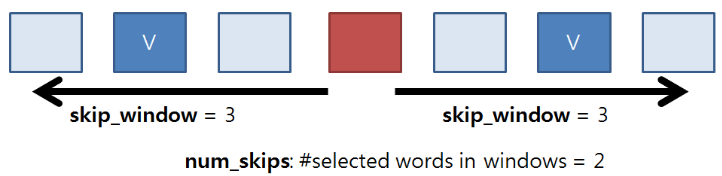 V V
skip_window = 3 skip_window = 3
num_skips: #selected words in windows = 2